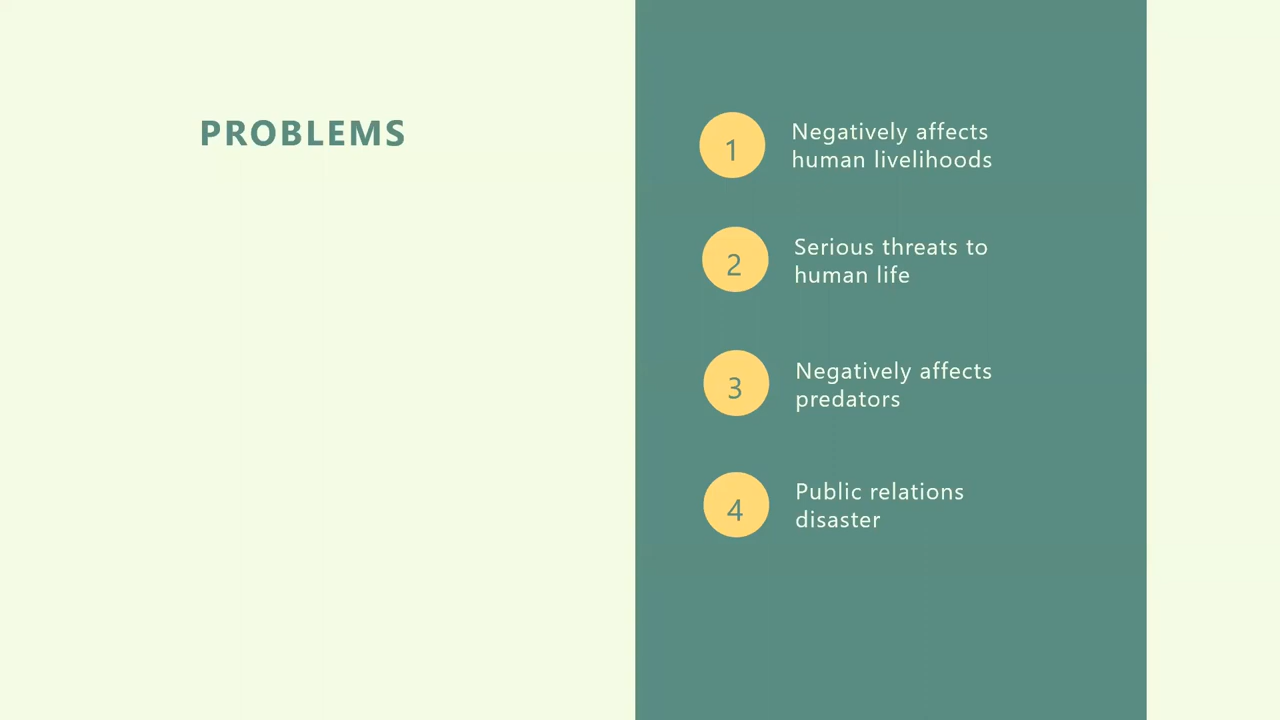 PROBLEMS
1
Negatively affects
human livelihoods
2
Serious threats to
human life
3
Negatively affects
predators
4
Public relations
disaster